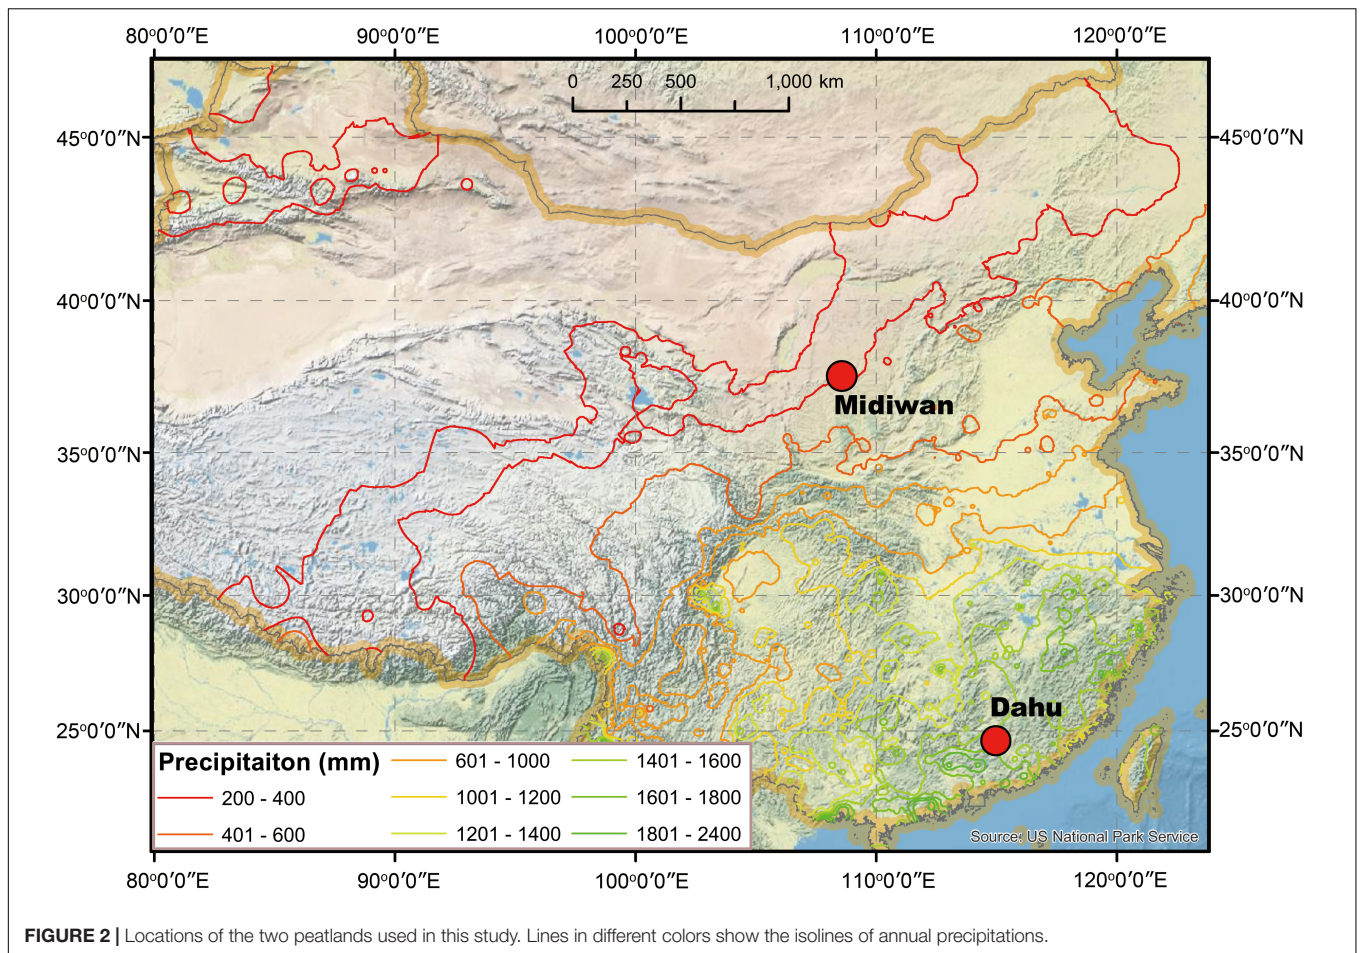 80°0'0"E 90°0'0"E 100°0'0"E 110°0'0"E 120°0'0"E
0 250 500 1,000 km
45°0'0"N 45°0'0"N
40°0'0"N 40°0'0"N
Midiwan
35°0'0"N 35°0'0"N
30°0'0"N 30°0'0"N
Dahu
25°0'0"N 25°0'0"N
Precipitaiton (mm)
200 - 400
401 - 600
601 - 1000
1001 - 1200
1201 - 1400
1401 - 1600
1601 - 1800
1801 - 2400
Source: US National Park Service
80°0'0"E 90°0'0"E 100°0'0"E 110°0'0"E 120°0'0"E
FIGURE 2 | Locations of the two peatlands used in this study. Lines in different colors show the isolines of annual precipitations.